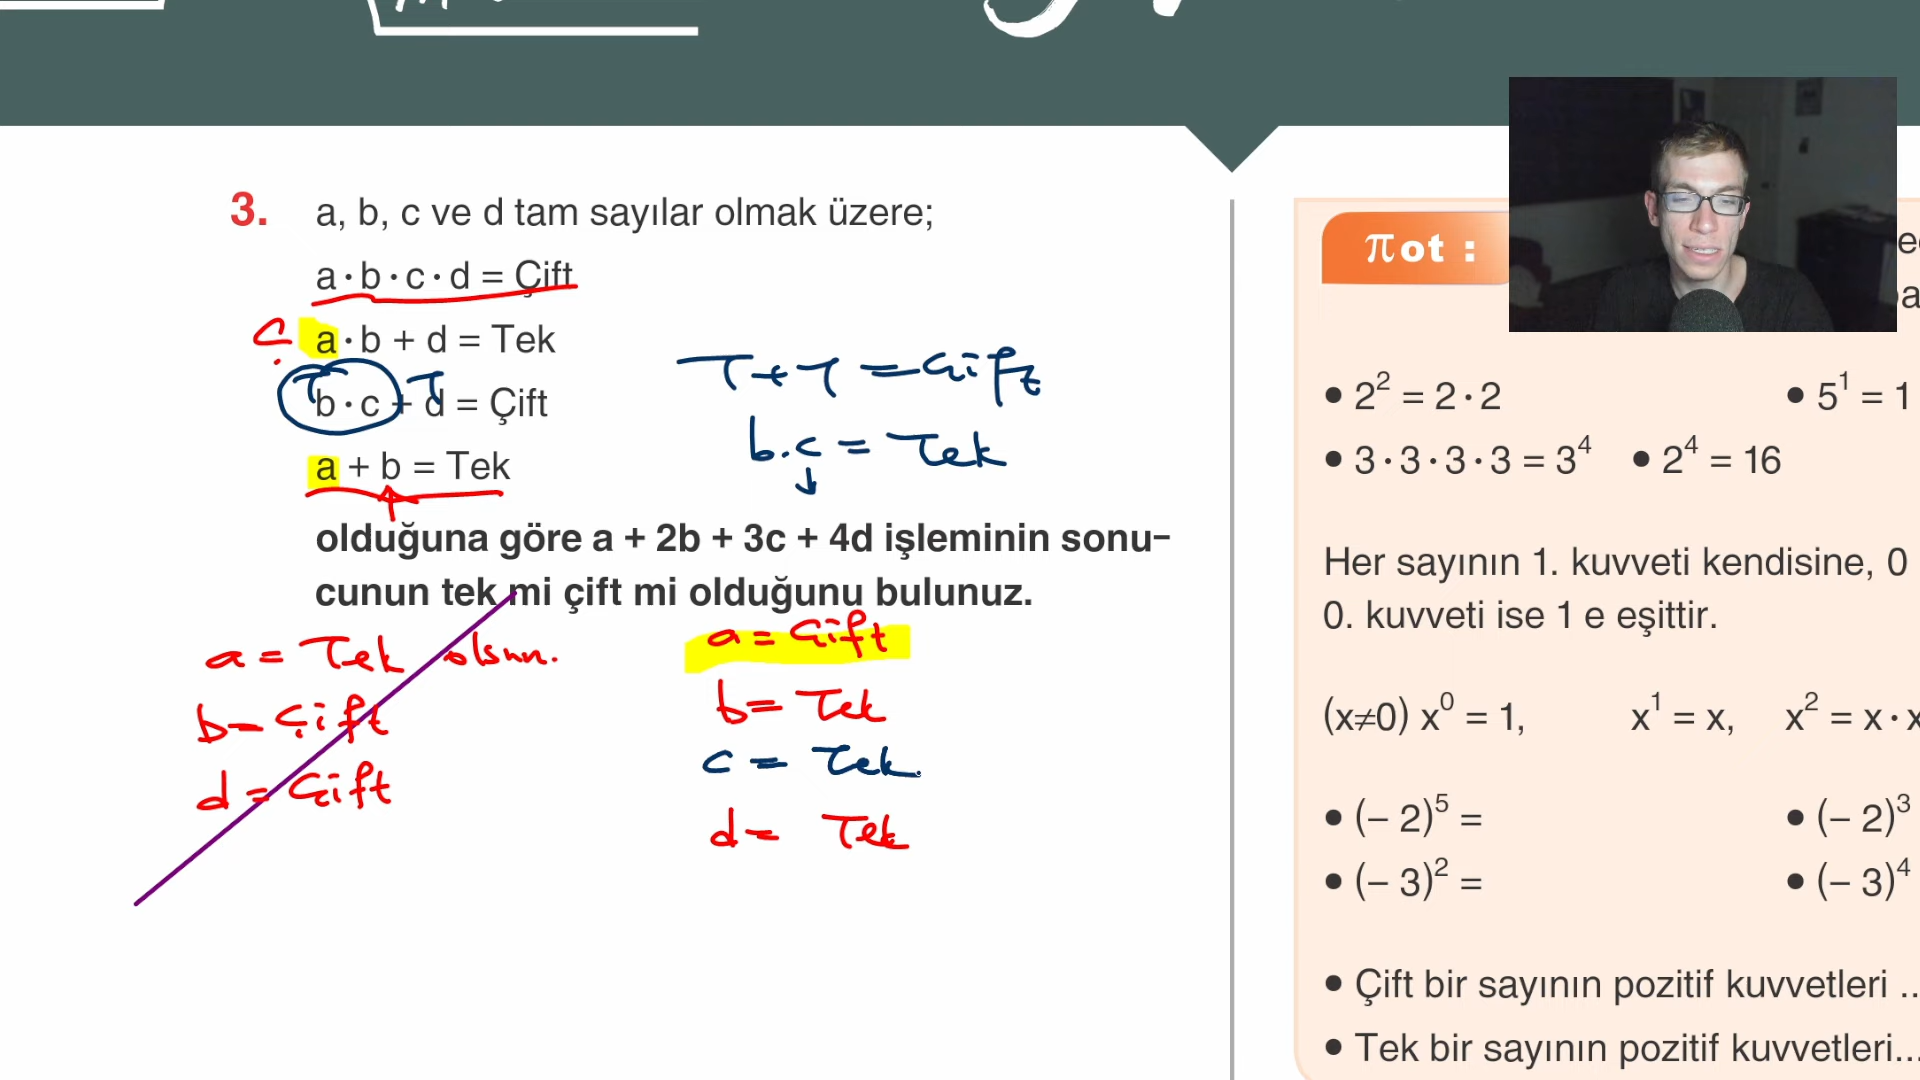 3. a, b, c ve d tam sayılar olmak üzere;
a·b·c·d = Çift
Ç a·b + d = Tek
T T
b·c + d = Çift
a + b = Tek
T+T = Çift
b.c = Tek
olduğuna göre a + 2b + 3c + 4d işleminin sonu-
cunun tek mi çift mi olduğunu bulunuz.
a = Tek olsun.
b = Çift
d = Çift
a = Çift
b = Tek
c = Tek
d = Tek
πot :
• 2² = 2·2 • 5¹ = 1
• 3·3·3·3 = 3⁴ • 2⁴ = 16
Her sayının 1. kuvveti kendisine, 0
0. kuvveti ise 1 e eşittir.
(x≠0) x⁰ = 1, x¹ = x, x² = x·x
• (– 2)⁵ = • (– 2)³
• (– 3)² = • (– 3)⁴
• Çift bir sayının pozitif kuvvetleri ..
• Tek bir sayının pozitif kuvvetleri...